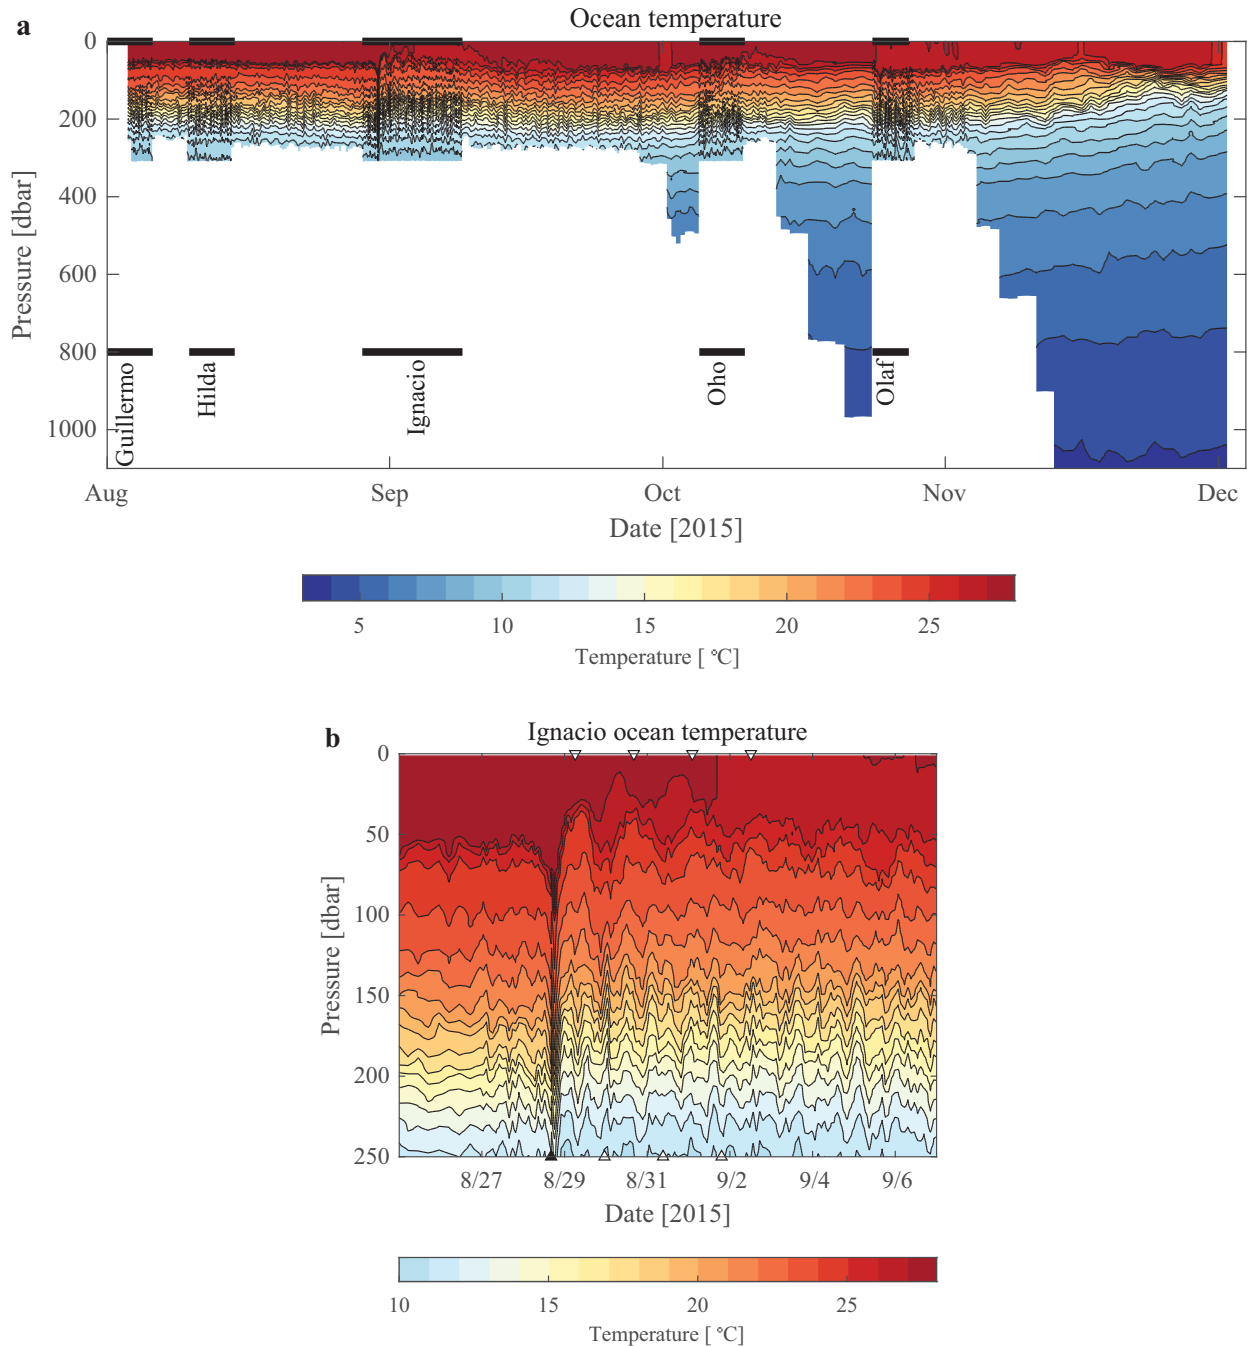 a
Ocean temperature
0
200
400
600
800
1000
Pressure [dbar]
Guillermo
Hilda
Ignacio
Oho
Olaf
Aug
Sep
Oct
Nov
Dec
Date [2015]
5
10
15
20
25
Temperature [ °C]
b
Ignacio ocean temperature
0
50
100
150
200
250
Pressure [dbar]
8/27
8/29
8/31
9/2
9/4
9/6
Date [2015]
10
15
20
25
Temperature [ °C]